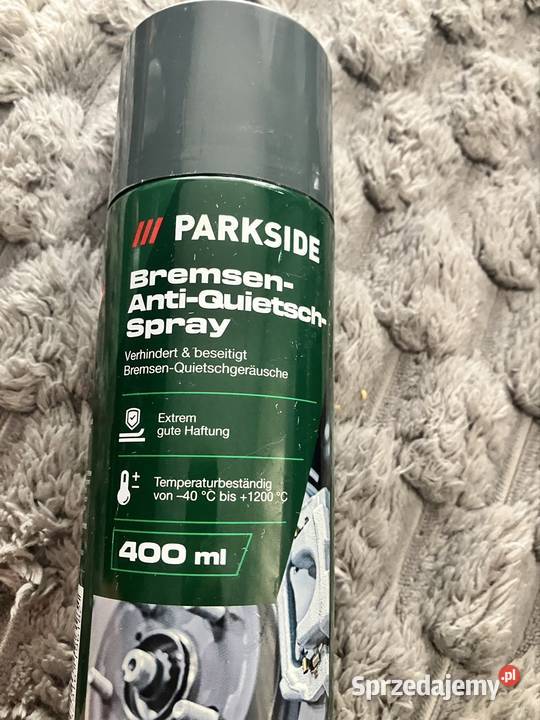 PARKSIDE
Bremsen-
Anti-Quietsch-
Spray
Verhindert & beseitigt
Bremsen-Quietschgeräusche
Extrem
gute Haftung
Temperaturbeständig
von –40 °C bis +1200 °C
400 ml
Sprzedajemy.pl